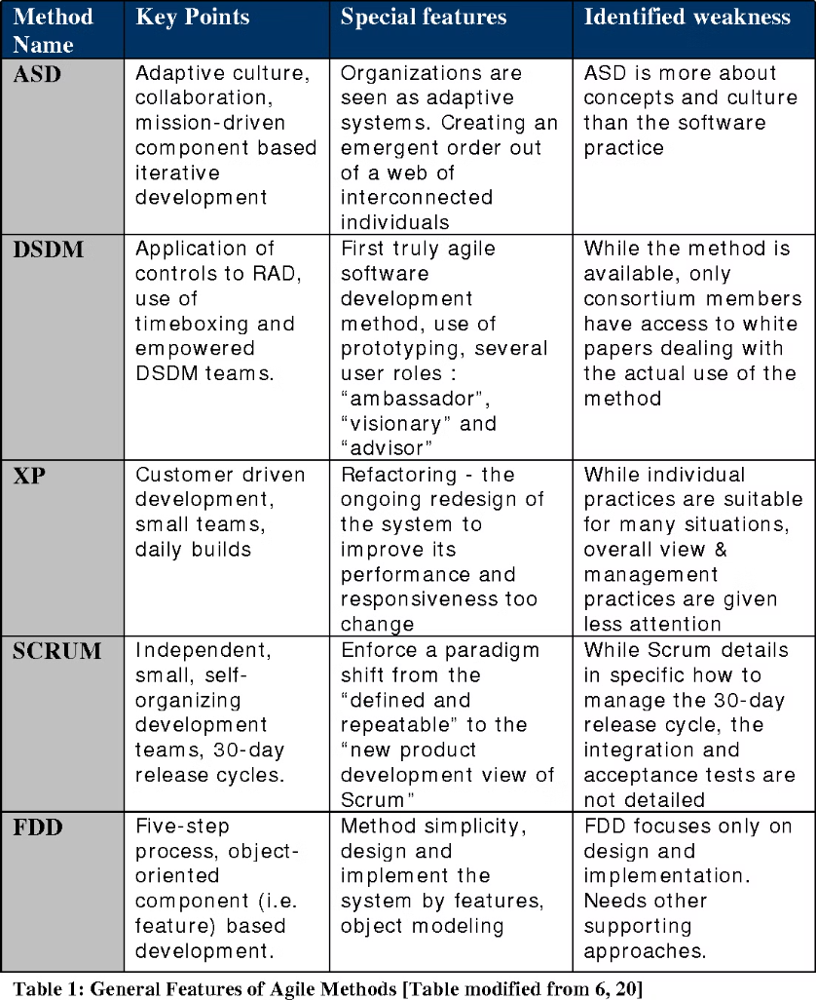 Method Name
Key Points
Special features
Identified weakness
ASD
Adaptive culture,
collaboration,
mission-driven
component based
iterative
development
Organizations are
seen as adaptive
systems. Creating an
emergent order out
of a web of
interconnected
individuals
ASD is more about
concepts and culture
than the software
practice
DSDM
Application of
controls to RAD,
use of
timeboxing and
empowered
DSDM teams.
First truly agile
software
development
method, use of
prototyping, several
user roles :
“ambassador”,
“visionary” and
“advisor”
While the method is
available, only
consortium members
have access to white
papers dealing with
the actual use of the
method
XP
Customer driven
development,
small teams,
daily builds
Refactoring - the
ongoing redesign of
the system to
improve its
performance and
responsiveness too
change
While individual
practices are suitable
for many situations,
overall view &
management
practices are given
less attention
SCRUM
Independent,
small, self-
organizing
development
teams, 30-day
release cycles.
Enforce a paradigm
shift from the
“defined and
repeatable” to the
“new product
development view of
Scrum”
While Scrum details
in specific how to
manage the 30-day
release cycle, the
integration and
acceptance tests are
not detailed
FDD
Five-step
process, object-
oriented
component (i.e.
feature) based
development.
Method simplicity,
design and
implement the
system by features,
object modeling
FDD focuses only on
design and
implementation.
Needs other
supporting
approaches.
Table 1: General Features of Agile Methods [Table modified from 6, 20]